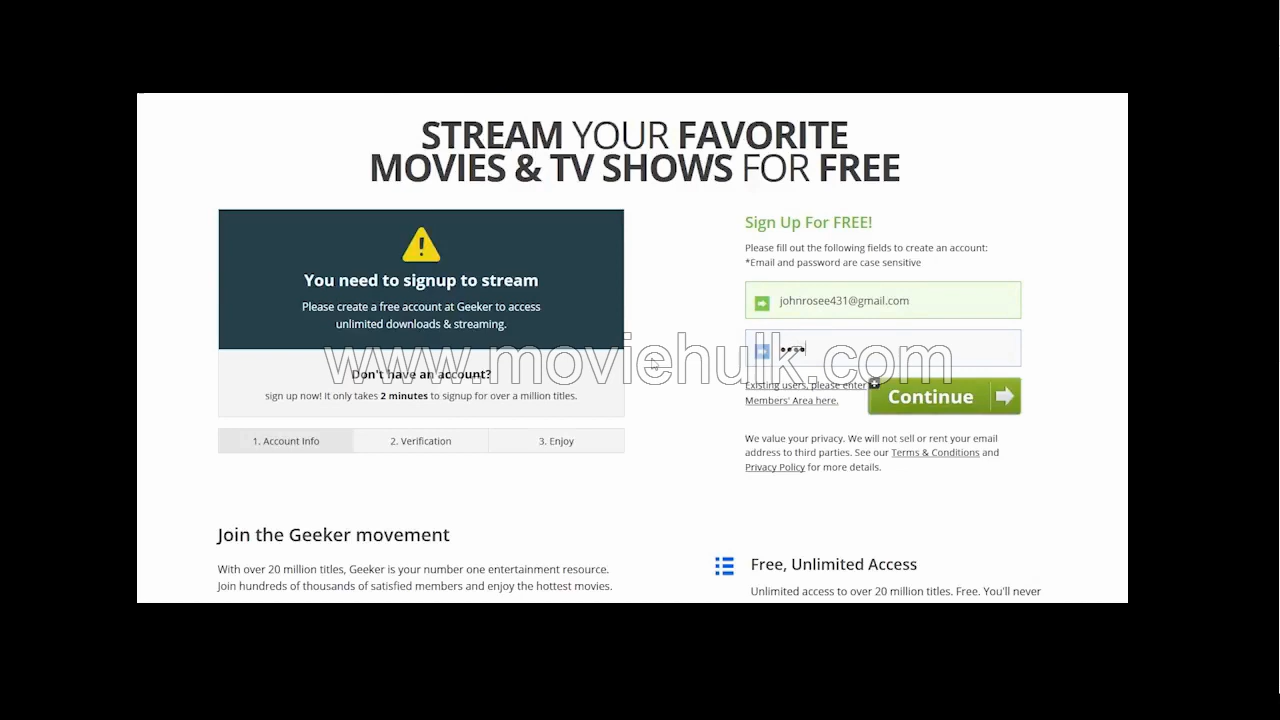 STREAM YOUR FAVORITE
MOVIES & TV SHOWS FOR FREE
You need to signup to stream
Please create a free account at Geeker to access
unlimited downloads & streaming.
Don't have an account?
sign up now! It only takes 2 minutes to signup for over a million titles.
1. Account Info
2. Verification
3. Enjoy
Sign Up For FREE!
Please fill out the following fields to create an account:
*Email and password are case sensitive
johnrosee431@gmail.com
••••
Existing users, please enter
Members' Area here.
Continue
We value your privacy. We will not sell or rent your email
address to third parties. See our Terms & Conditions and
Privacy Policy for more details.
www.moviehulk.com
Join the Geeker movement
With over 20 million titles, Geeker is your number one entertainment resource.
Join hundreds of thousands of satisfied members and enjoy the hottest movies.
Free, Unlimited Access
Unlimited access to over 20 million titles. Free. You'll never